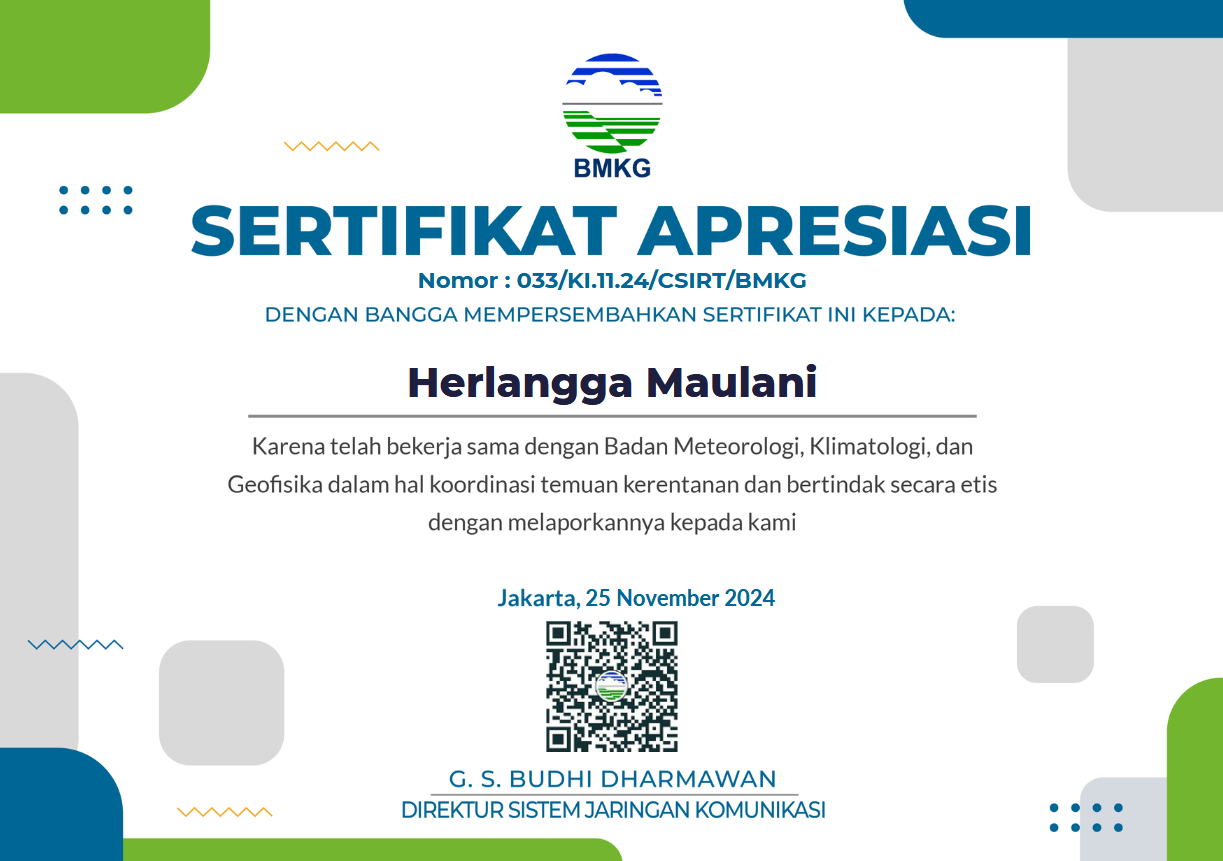 BMKG
SERTIFIKAT APRESIASI
Nomor : 033/KI.11.24/CSIRT/BMKG
DENGAN BANGGA MEMPERSEMBAHKAN SERTIFIKAT INI KEPADA:
Herlangga Maulani
Karena telah bekerja sama dengan Badan Meteorologi, Klimatologi, dan
Geofisika dalam hal koordinasi temuan kerentanan dan bertindak secara etis
dengan melaporkannya kepada kami
Jakarta, 25 November 2024
G. S. BUDHI DHARMAWAN
DIREKTUR SISTEM JARINGAN KOMUNIKASI